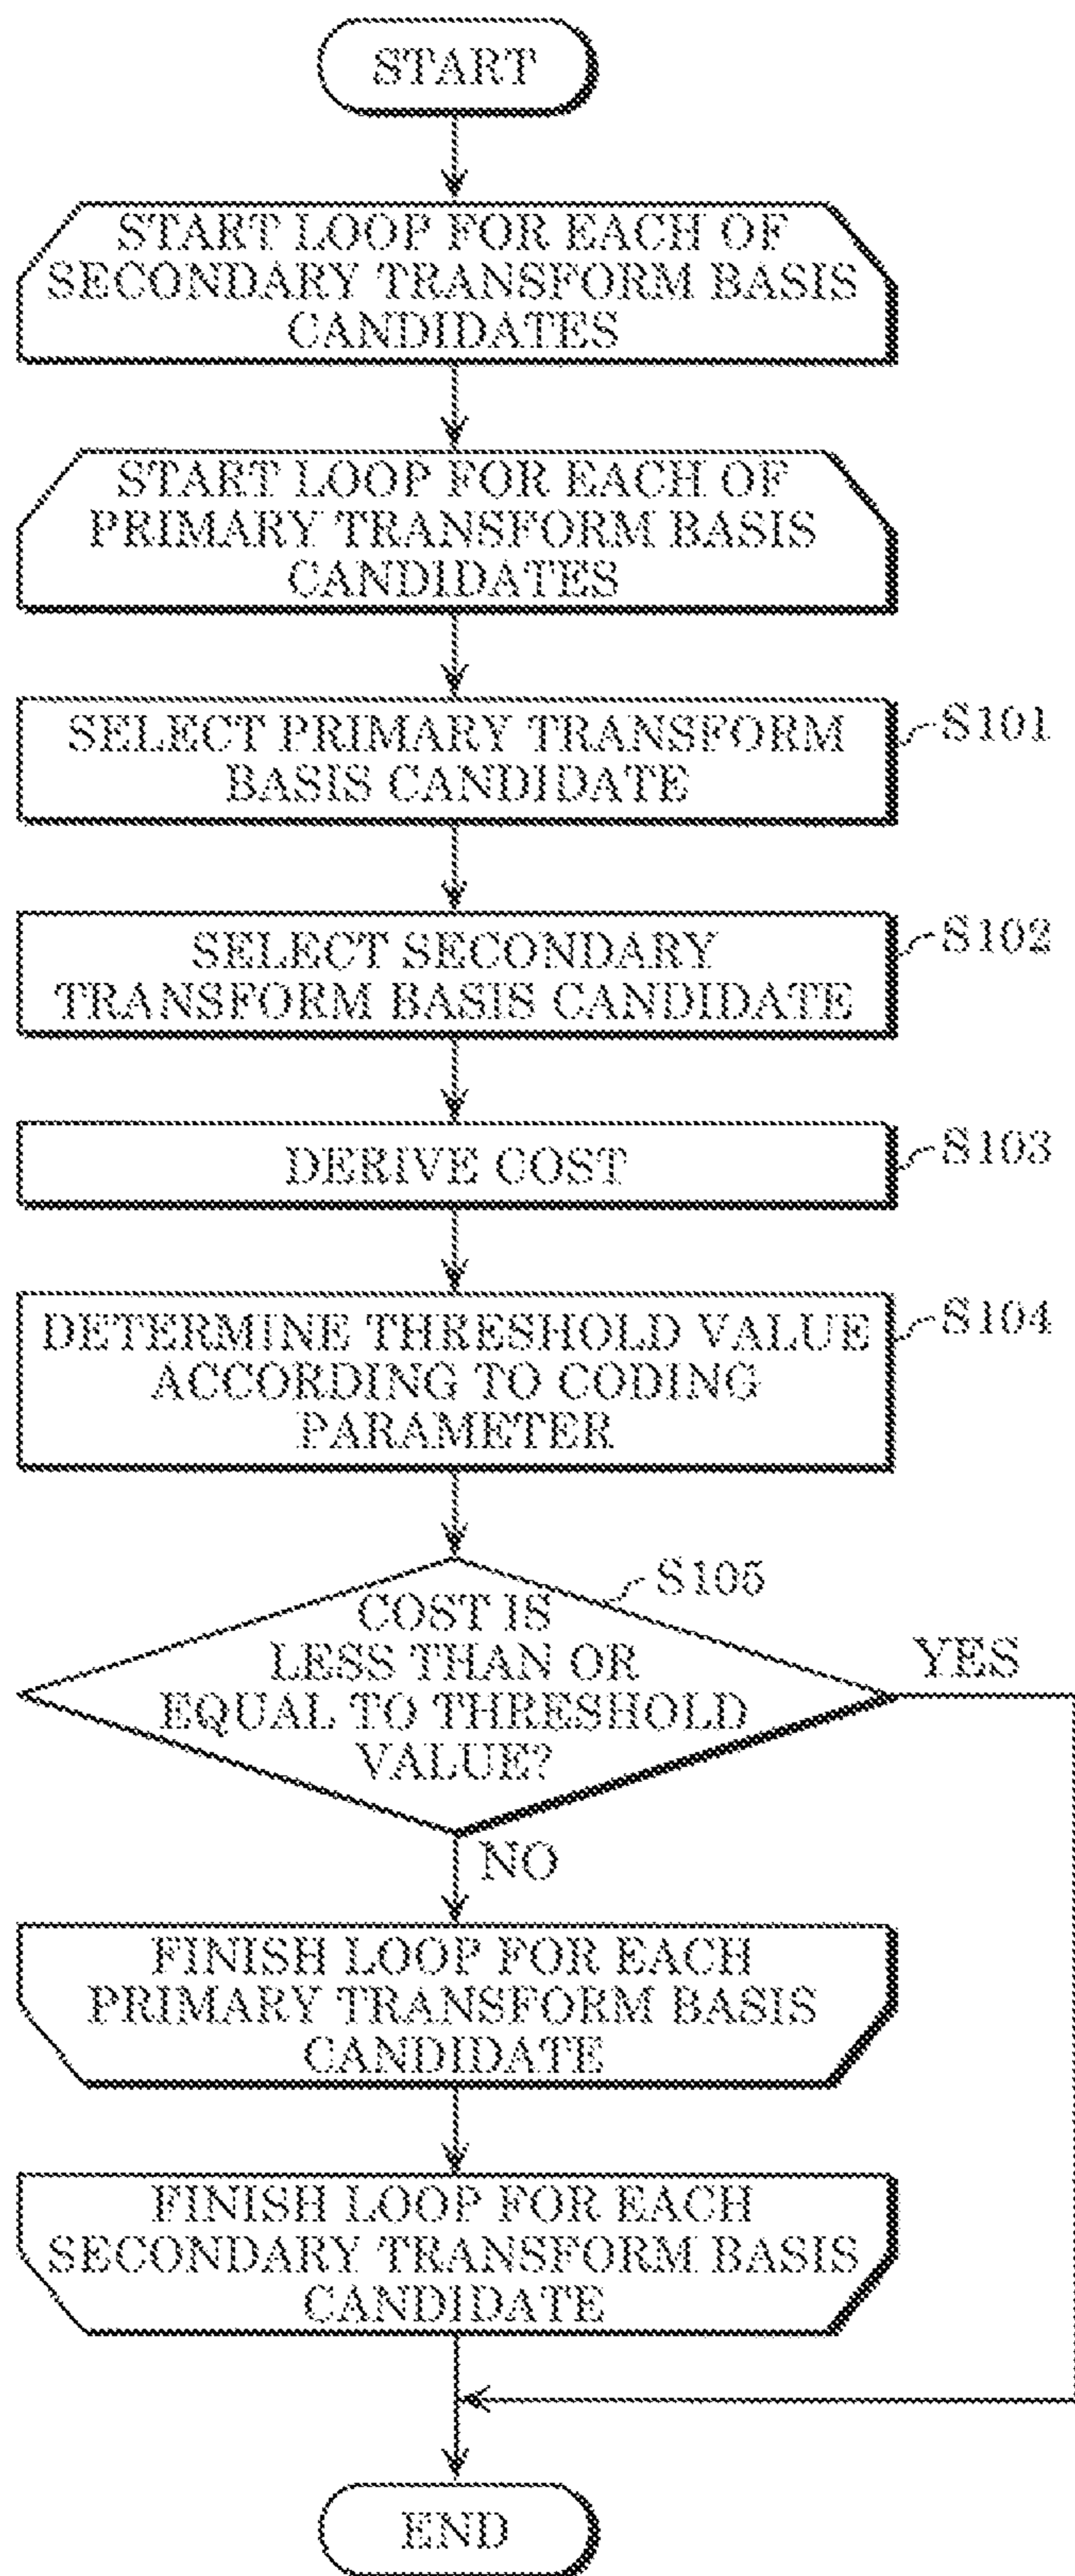 START
START LOOP FOR EACH OF
SECONDARY TRANSFORM BASIS
CANDIDATES
START LOOP FOR EACH OF
PRIMARY TRANSFORM BASIS
CANDIDATES
SELECT PRIMARY TRANSFORM
BASIS CANDIDATE
S101
SELECT SECONDARY
TRANSFORM BASIS CANDIDATE
S102
DERIVE COST
S103
DETERMINE THRESHOLD VALUE
ACCORDING TO CODING
PARAMETER
S104
COST IS
LESS THAN OR
EQUAL TO THRESHOLD
VALUE?
S105
YES
NO
FINISH LOOP FOR EACH
PRIMARY TRANSFORM BASIS
CANDIDATE
FINISH LOOP FOR EACH
SECONDARY TRANSFORM BASIS
CANDIDATE
END